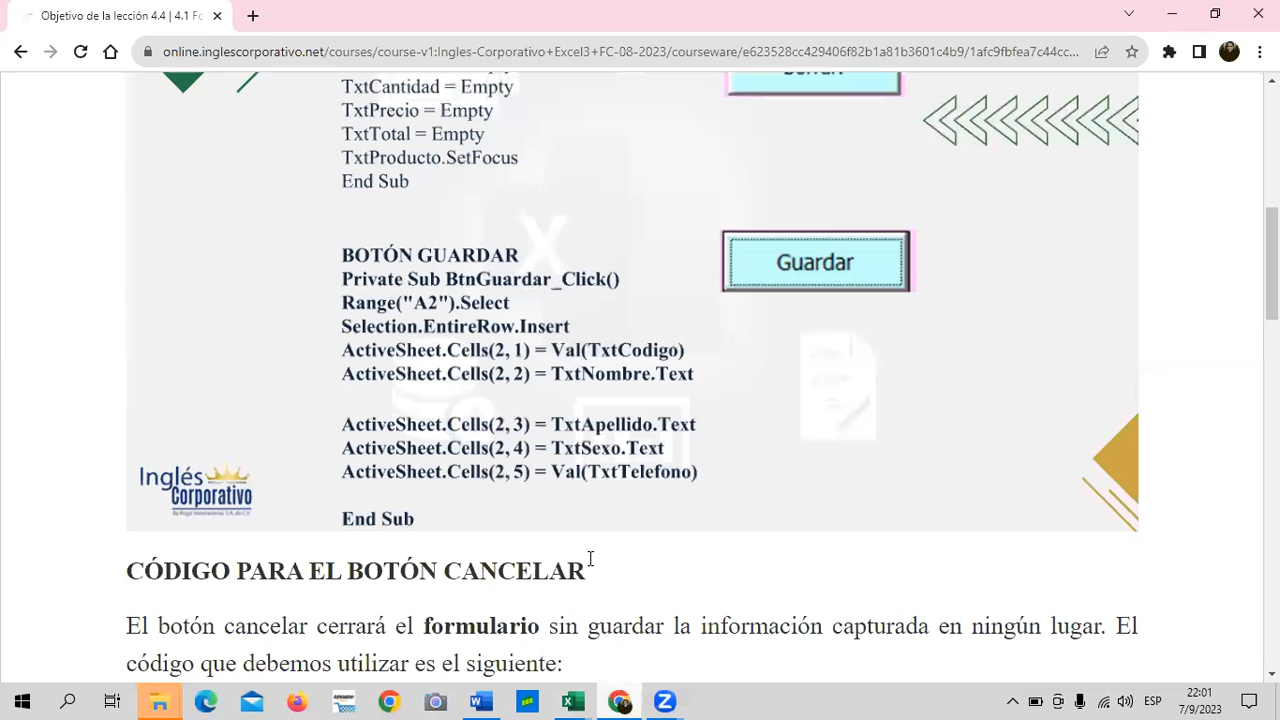 Objetivo de la lección 4.4 | 4.1 Fo
online.inglescorporativo.net/courses/course-v1:Ingles-Corporativo+Excel3+FC-08-2023/courseware/e623528cc429406f82b1a81b3601c4b9/1afc9fbfea7c44cc...
TxtCantidad = Empty
TxtPrecio = Empty
TxtTotal = Empty
TxtProducto.SetFocus
End Sub
BOTÓN GUARDAR
Private Sub BtnGuardar_Click()
Range("A2").Select
Selection.EntireRow.Insert
ActiveSheet.Cells(2, 1) = Val(TxtCodigo)
ActiveSheet.Cells(2, 2) = TxtNombre.Text
ActiveSheet.Cells(2, 3) = TxtApellido.Text
ActiveSheet.Cells(2, 4) = TxtSexo.Text
ActiveSheet.Cells(2, 5) = Val(TxtTelefono)
End Sub
Guardar
Inglés
Corporativo
CÓDIGO PARA EL BOTÓN CANCELAR
El botón cancelar cerrará el formulario sin guardar la información capturada en ningún lugar. El
código que debemos utilizar es el siguiente:
ESP
22:01
7/9/2023